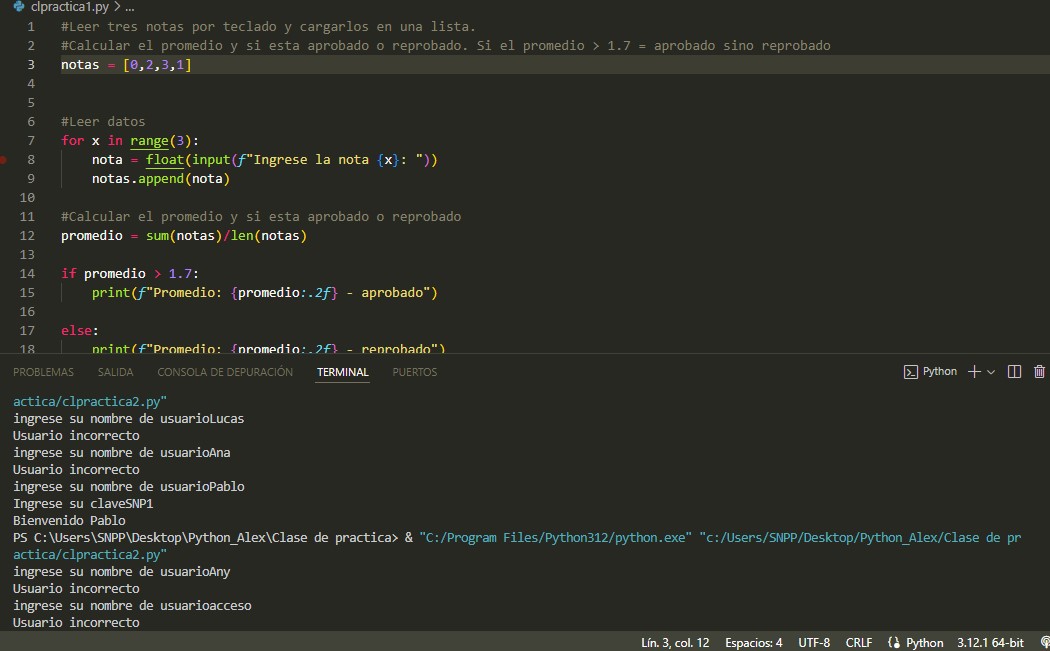 clpractica1.py > ...
1 #Leer tres notas por teclado y cargarlos en una lista.
2 #Calcular el promedio y si esta aprobado o reprobado. Si el promedio > 1.7 = aprobado sino reprobado
3 notas = [0,2,3,1]
4
5
6 #Leer datos
7 for x in range(3):
8 nota = float(input(f"Ingrese la nota {x}: "))
9 notas.append(nota)
10
11 #Calcular el promedio y si esta aprobado o reprobado
12 promedio = sum(notas)/len(notas)
13
14 if promedio > 1.7:
15 print(f"Promedio: {promedio:.2f} - aprobado")
16
17 else:
18 print(f"Promedio: {promedio:.2f} - reprobado")
PROBLEMAS SALIDA CONSOLA DE DEPURACIÓN TERMINAL PUERTOS Python
actica/clpractica2.py"
ingrese su nombre de usuarioLucas
Usuario incorrecto
ingrese su nombre de usuarioAna
Usuario incorrecto
ingrese su nombre de usuarioPablo
Ingrese su claveSNP1
Bienvenido Pablo
PS C:\Users\SNPP\Desktop\Python_Alex\Clase de practica> & "C:/Program Files/Python312/python.exe" "c:/Users/SNPP/Desktop/Python_Alex/Clase de pr
actica/clpractica2.py"
ingrese su nombre de usuarioAny
Usuario incorrecto
ingrese su nombre de usuarioacceso
Usuario incorrecto
Lín. 3, col. 12 Espacios: 4 UTF-8 CRLF Python 3.12.1 64-bit